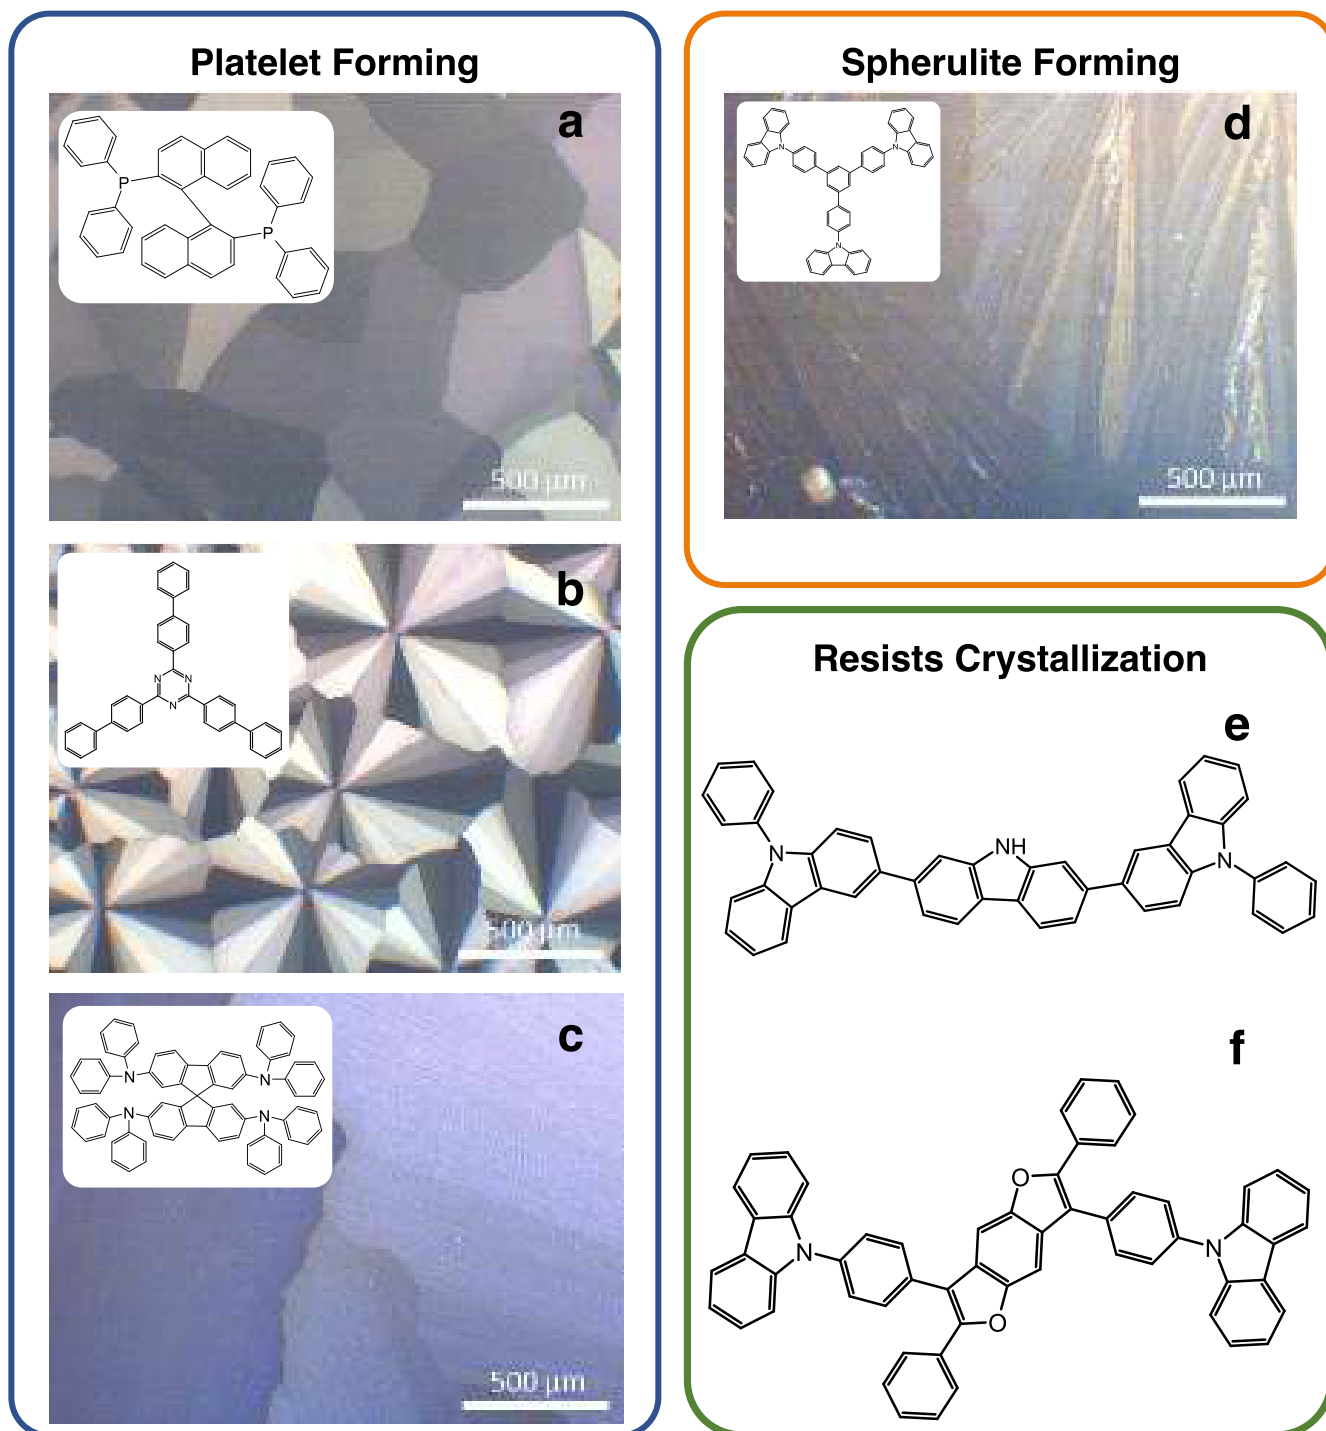 Platelet Forming
a
P
P
500 µm
b
N
N
N
500 µm
c
N
N
N
N
500 µm
Spherulite Forming
d
N
N
N
500 µm
Resists Crystallization
e
N
NH
N
f
O
N
N
O